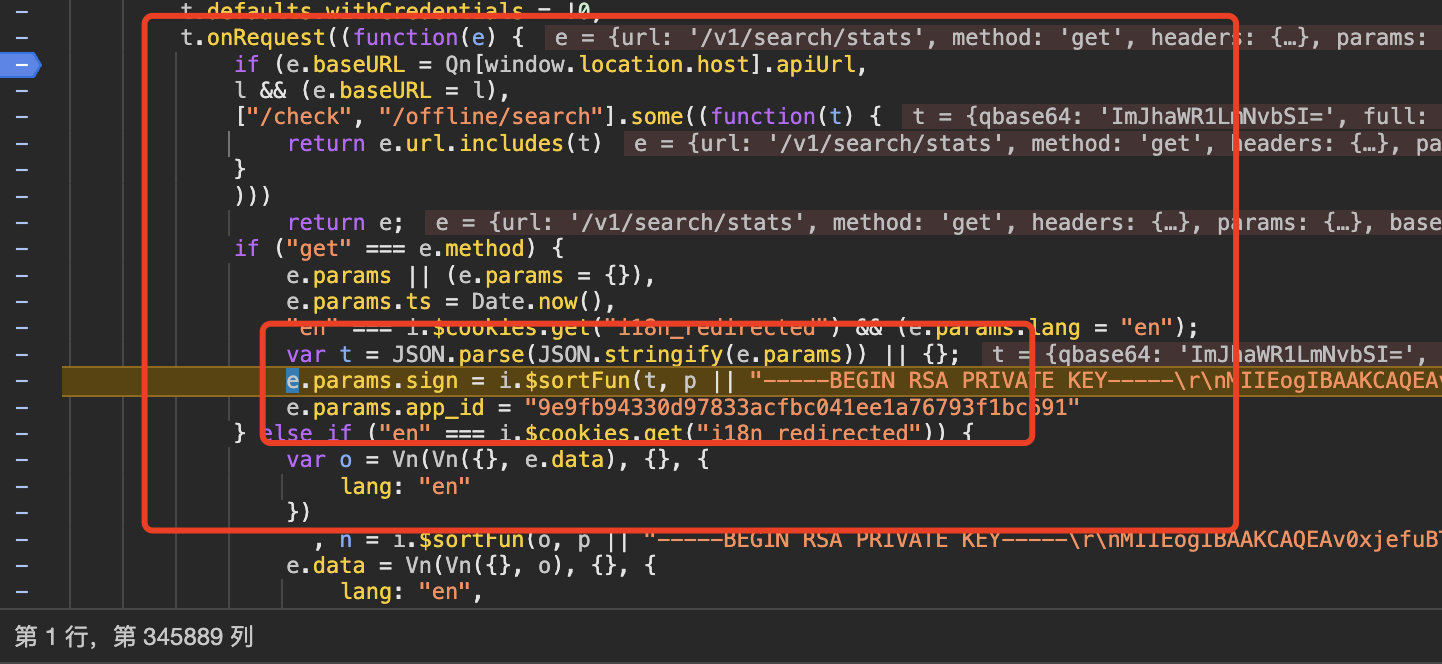 t.defaults.withCredentials = !0,
t.onRequest((function(e) { e = {url: '/v1/search/stats', method: 'get', headers: {…}, params:
if (e.baseURL = Qn[window.location.host].apiUrl,
l && (e.baseURL = l),
["/check", "/offline/search"].some((function(t) { t = {qbase64: 'ImJhaWR1LmNvbSI=', full:
return e.url.includes(t) e = {url: '/v1/search/stats', method: 'get', headers: {…}, pa
}
)))
return e; e = {url: '/v1/search/stats', method: 'get', headers: {…}, params: {…}, base
if ("get" === e.method) {
e.params || (e.params = {}),
e.params.ts = Date.now(),
"en" === i.$cookies.get("i18n_redirected") && (e.params.lang = "en");
var t = JSON.parse(JSON.stringify(e.params)) || {}; t = {qbase64: 'ImJhaWR1LmNvbSI=',
e.params.sign = i.$sortFun(t, p || "-----BEGIN RSA PRIVATE KEY-----\r\nMIIEogIBAAKCAQEAv
e.params.app_id = "9e9fb94330d97833acfbc041ee1a76793f1bc691"
} else if ("en" === i.$cookies.get("i18n_redirected")) {
var o = Vn(Vn({}, e.data), {}, {
lang: "en"
})
, n = i.$sortFun(o, p || "-----BEGIN RSA PRIVATE KEY-----\r\nMIIEogIBAAKCAQEAv0xjefuBT
e.data = Vn(Vn({}, o), {}, {
lang: "en",
第 1 行，第 345889 列